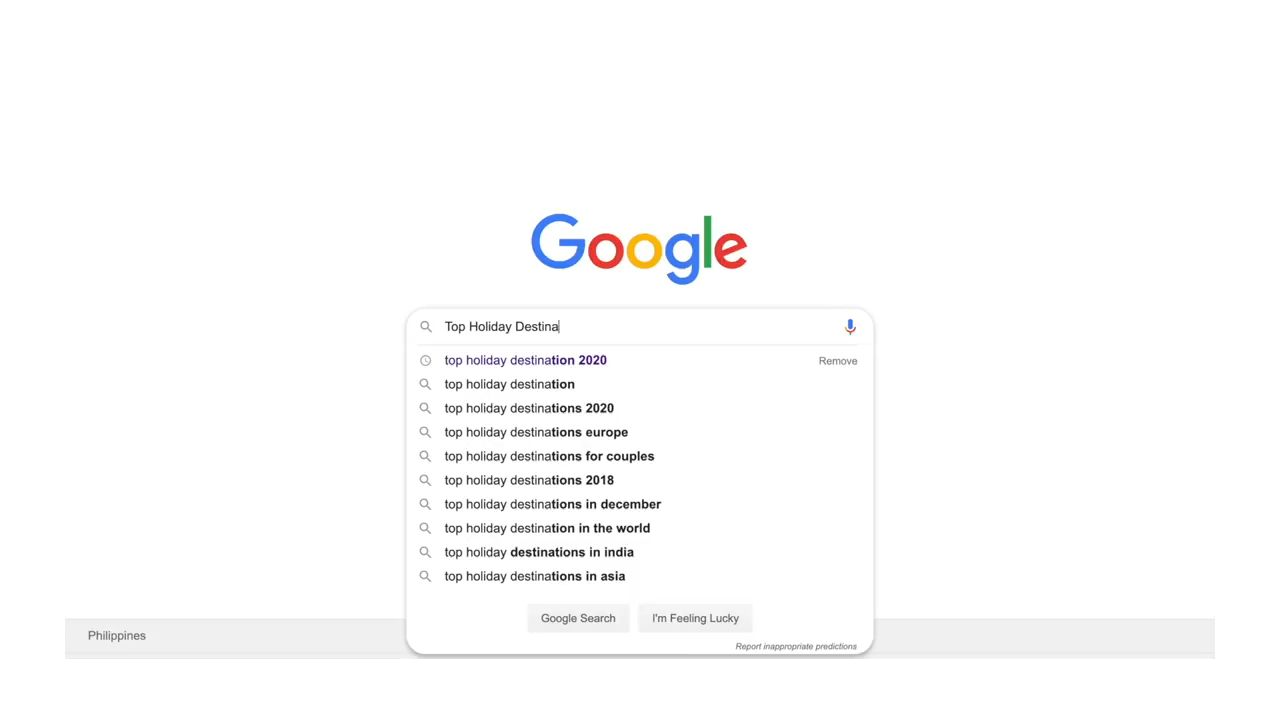 Google
Top Holiday Destina
top holiday destination 2020 Remove
top holiday destination
top holiday destinations 2020
top holiday destinations europe
top holiday destinations for couples
top holiday destinations 2018
top holiday destinations in december
top holiday destination in the world
top holiday destinations in india
top holiday destinations in asia
Google Search I'm Feeling Lucky
Philippines
Report inappropriate predictions